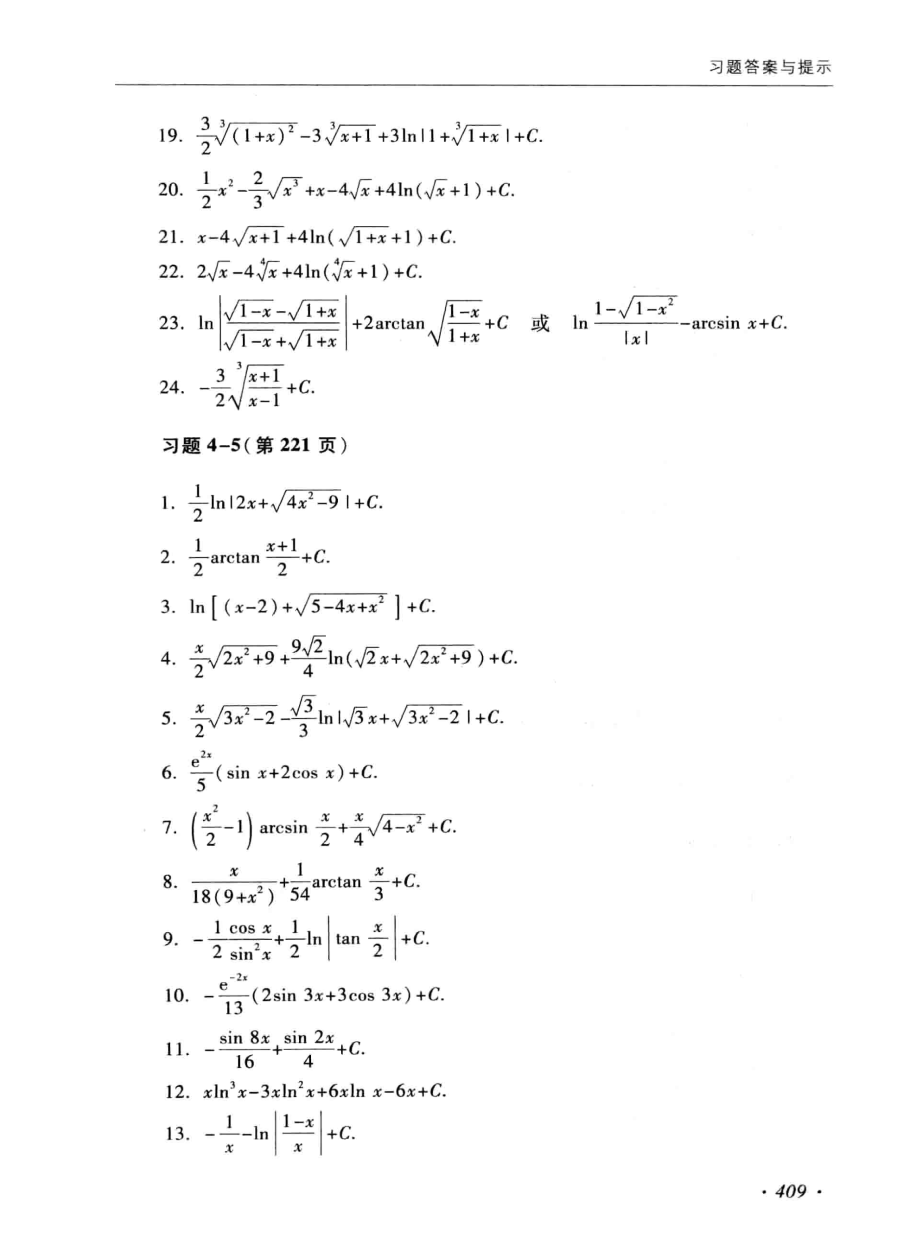 习题答案与提示
19. $\frac{3}{2}\sqrt[3]{(1+x)^2}-3\sqrt[3]{x+1}+3\ln|1+\sqrt[3]{1+x}|+C.$
20. $\frac{1}{2}x^2-\frac{2}{3}\sqrt{x^3}+x-4\sqrt{x}+4\ln(\sqrt{x}+1)+C.$
21. $x-4\sqrt{x+1}+4\ln(\sqrt{1+x}+1)+C.$
22. $2\sqrt{x}-4\sqrt[4]{x}+4\ln(\sqrt[4]{x}+1)+C.$
23. $\ln\left|\frac{\sqrt{1-x}-\sqrt{1+x}}{\sqrt{1-x}+\sqrt{1+x}}\right|+2\arctan\sqrt{\frac{1-x}{1+x}}+C$ 或 $\ln\frac{1-\sqrt{1-x^2}}{|x|}-\arcsin x+C.$
24. $-\frac{3}{2}\sqrt[3]{\frac{x+1}{x-1}}+C.$
习题 4-5(第 221 页)
1. $\frac{1}{2}\ln|2x+\sqrt{4x^2-9}|+C.$
2. $\frac{1}{2}\arctan\frac{x+1}{2}+C.$
3. $\ln[(x-2)+\sqrt{5-4x+x^2}]+C.$
4. $\frac{x}{2}\sqrt{2x^2+9}+\frac{9\sqrt{2}}{4}\ln(\sqrt{2}x+\sqrt{2x^2+9})+C.$
5. $\frac{x}{2}\sqrt{3x^2-2}-\frac{\sqrt{3}}{3}\ln|\sqrt{3}x+\sqrt{3x^2-2}|+C.$
6. $\frac{e^{2x}}{5}(\sin x+2\cos x)+C.$
7. $\left(\frac{x^2}{2}-1\right)\arcsin\frac{x}{2}+\frac{x}{4}\sqrt{4-x^2}+C.$
8. $\frac{x}{18(9+x^2)}+\frac{1}{54}\arctan\frac{x}{3}+C.$
9. $-\frac{1}{2}\frac{\cos x}{\sin^2 x}+\frac{1}{2}\ln\left|\tan\frac{x}{2}\right|+C.$
10. $-\frac{e^{-2x}}{13}(2\sin 3x+3\cos 3x)+C.$
11. $-\frac{\sin 8x}{16}+\frac{\sin 2x}{4}+C.$
12. $x\ln^3 x-3x\ln^2 x+6x\ln x-6x+C.$
13. $-\frac{1}{x}-\ln\left|\frac{1-x}{x}\right|+C.$
· 409 ·